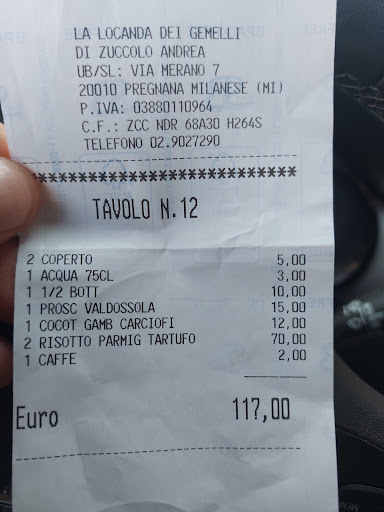 LA LOCANDA DEI GEMELLI
DI ZUCCOLO ANDREA
UB/SL: VIA MERANO 7
20010 PREGNANA MILANESE (MI)
P.IVA: 03880110964
C.F.: ZCC NDR 68A30 H264S
TELEFONO 02.9027290
******************************
TAVOLO N.12
2 COPERTO 5,00
1 ACQUA 75CL 3,00
1 1/2 BOTT 10,00
1 PROSC VALDOSSOLA 15,00
1 COCOT GAMB CARCIOFI 12,00
2 RISOTTO PARMIG TARTUFO 70,00
1 CAFFE 2,00
Euro 117,00